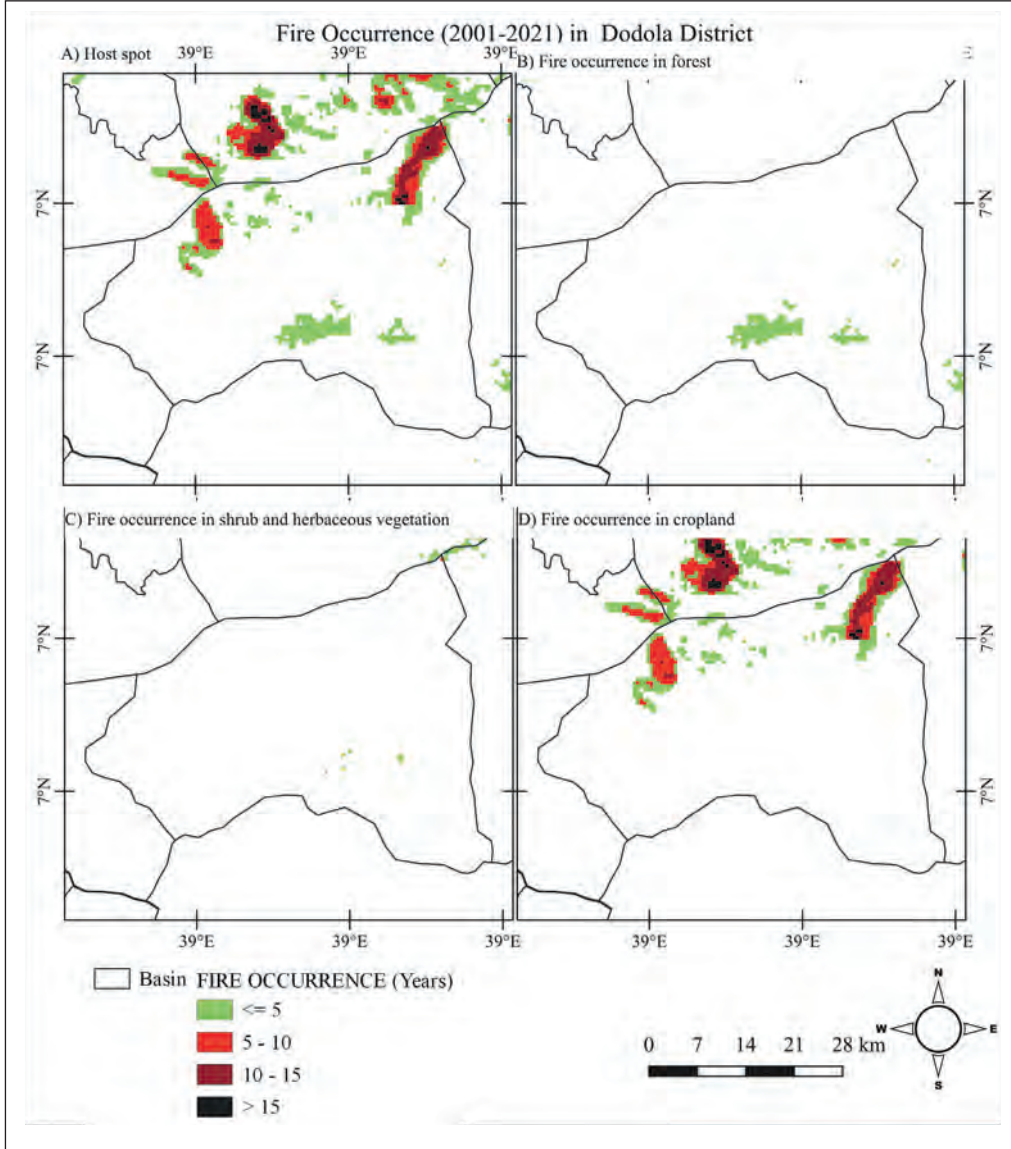 Fire Occurrence (2001-2021) in Dodola District
A) Host spot
39°E
39°E
39°E
B) Fire occurrence in forest
7°N
7°N
7°N
7°N
C) Fire occurrence in shrub and herbaceous vegetation
D) Fire occurrence in cropland
7°N
7°N
7°N
7°N
39°E
39°E
39°E
39°E
39°E
39°E
Basin
FIRE OCCURRENCE (Years)
<= 5
5 - 10
10 - 15
> 15
0 7 14 21 28 km
N
W
E
S